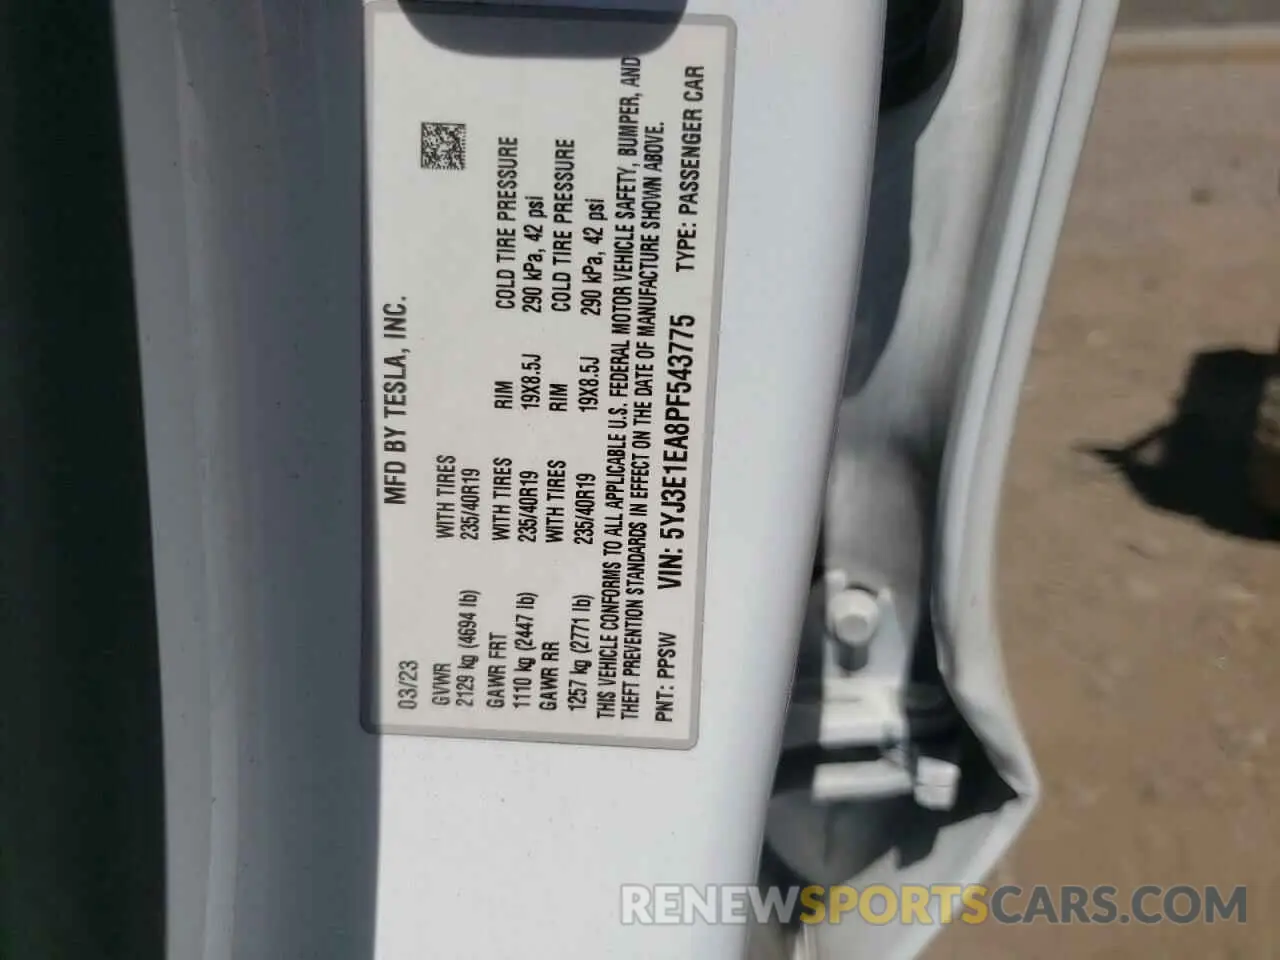 MFD BY TESLA, INC.
03/23
GVWR WITH TIRES
2129 kg (4694 lb) 235/40R19
GAWR FRT WITH TIRES RIM COLD TIRE PRESSURE
1110 kg (2447 lb) 235/40R19 19X8.5J 290 kPa, 42 psi
GAWR RR WITH TIRES RIM COLD TIRE PRESSURE
1257 kg (2771 lb) 235/40R19 19X8.5J 290 kPa, 42 psi
THIS VEHICLE CONFORMS TO ALL APPLICABLE U.S. FEDERAL MOTOR VEHICLE SAFETY, BUMPER, AND
THEFT PREVENTION STANDARDS IN EFFECT ON THE DATE OF MANUFACTURE SHOWN ABOVE.
PNT: PPSW VIN: 5YJ3E1EA8PF543775 TYPE: PASSENGER CAR
RENEWSPORTSCARS.COM